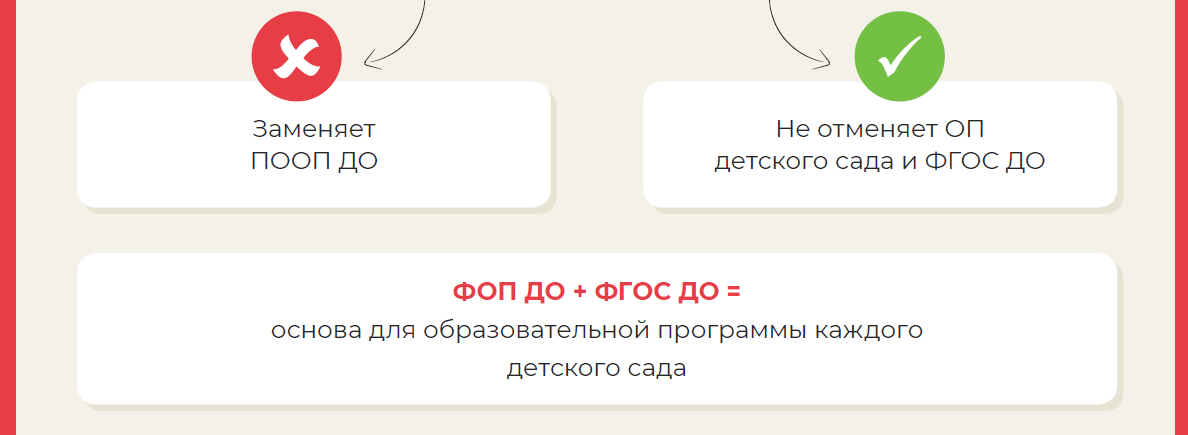 Заменяет
ПООП ДО
Не отменяет ОП
детского сада и ФГОС ДО
ФОП ДО + ФГОС ДО =
основа для образовательной программы каждого
детского сада